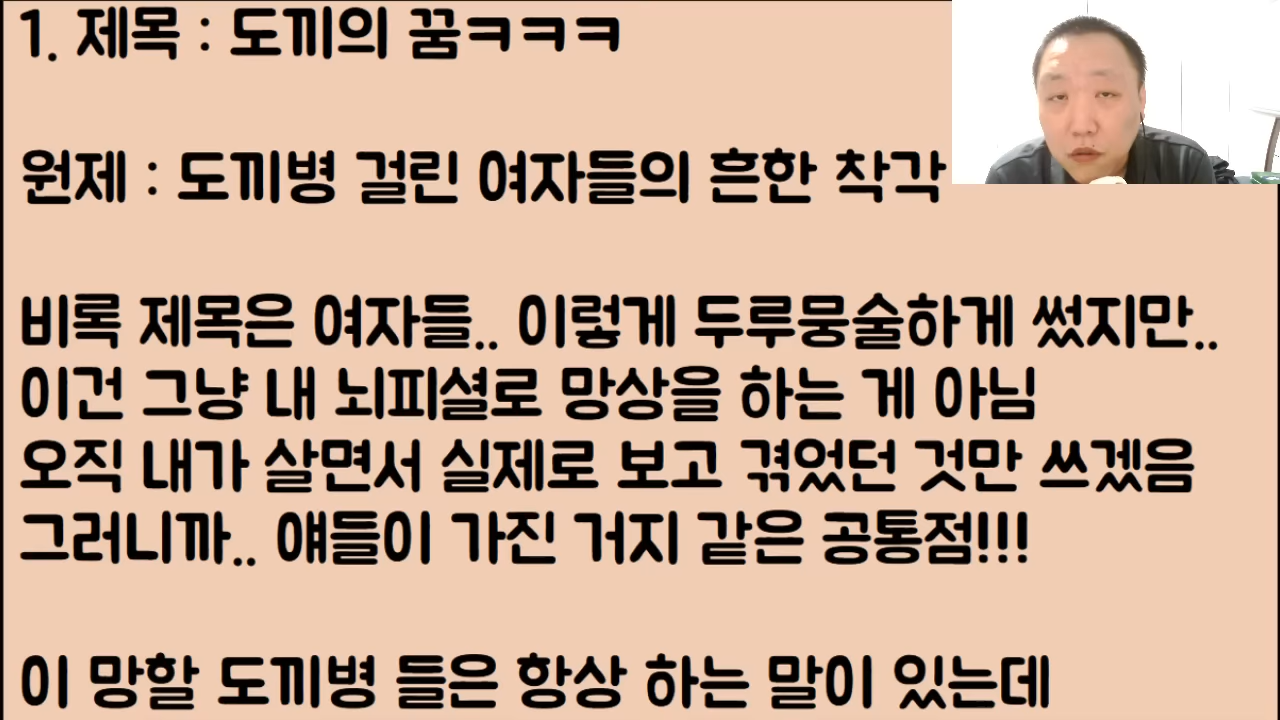 1. 제목 : 도끼의 꿈ㅋㅋㅋ
원제 : 도끼병 걸린 여자들의 흔한 착각
비록 제목은 여자들.. 이렇게 두루뭉술하게 썼지만..
이건 그냥 내 뇌피셜로 망상을 하는 게 아님
오직 내가 살면서 실제로 보고 겪었던 것만 쓰겠음
그러니까.. 얘들이 가진 거지 같은 공통점!!!
이 망할 도끼병 들은 항상 하는 말이 있는데